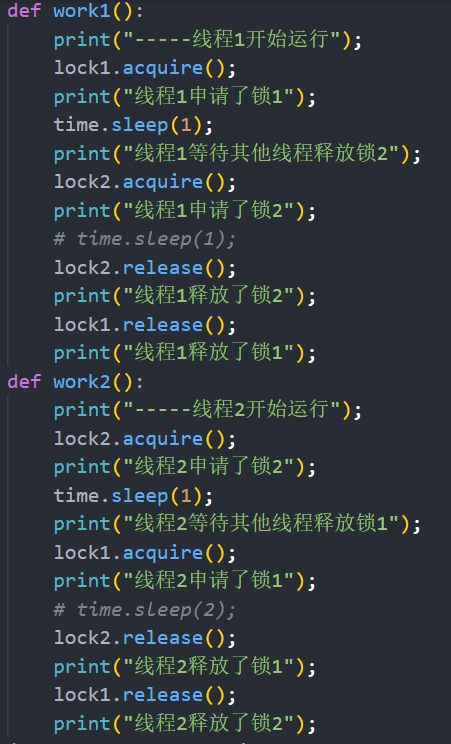 def work1():
    print("-----线程1开始运行");
    lock1.acquire();
    print("线程1申请了锁1");
    time.sleep(1);
    print("线程1等待其他线程释放锁2");
    lock2.acquire();
    print("线程1申请了锁2");
    # time.sleep(1);
    lock2.release();
    print("线程1释放了锁2");
    lock1.release();
    print("线程1释放了锁1");
def work2():
    print("-----线程2开始运行");
    lock2.acquire();
    print("线程2申请了锁2");
    time.sleep(1);
    print("线程2等待其他线程释放锁1");
    lock1.acquire();
    print("线程2申请了锁1");
    # time.sleep(2);
    lock2.release();
    print("线程2释放了锁1");
    lock1.release();
    print("线程2释放了锁2");